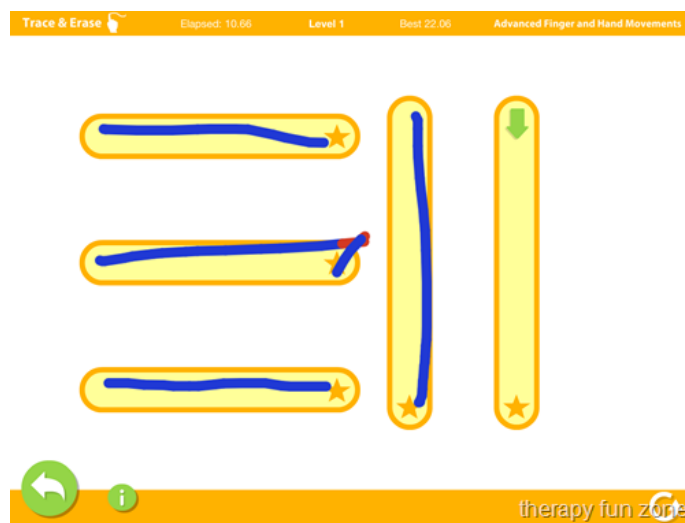 Trace & Erase Elapsed: 10.66 Level 1 Best 22.06 Advanced Finger and Hand Movements
i
therapy fun zone